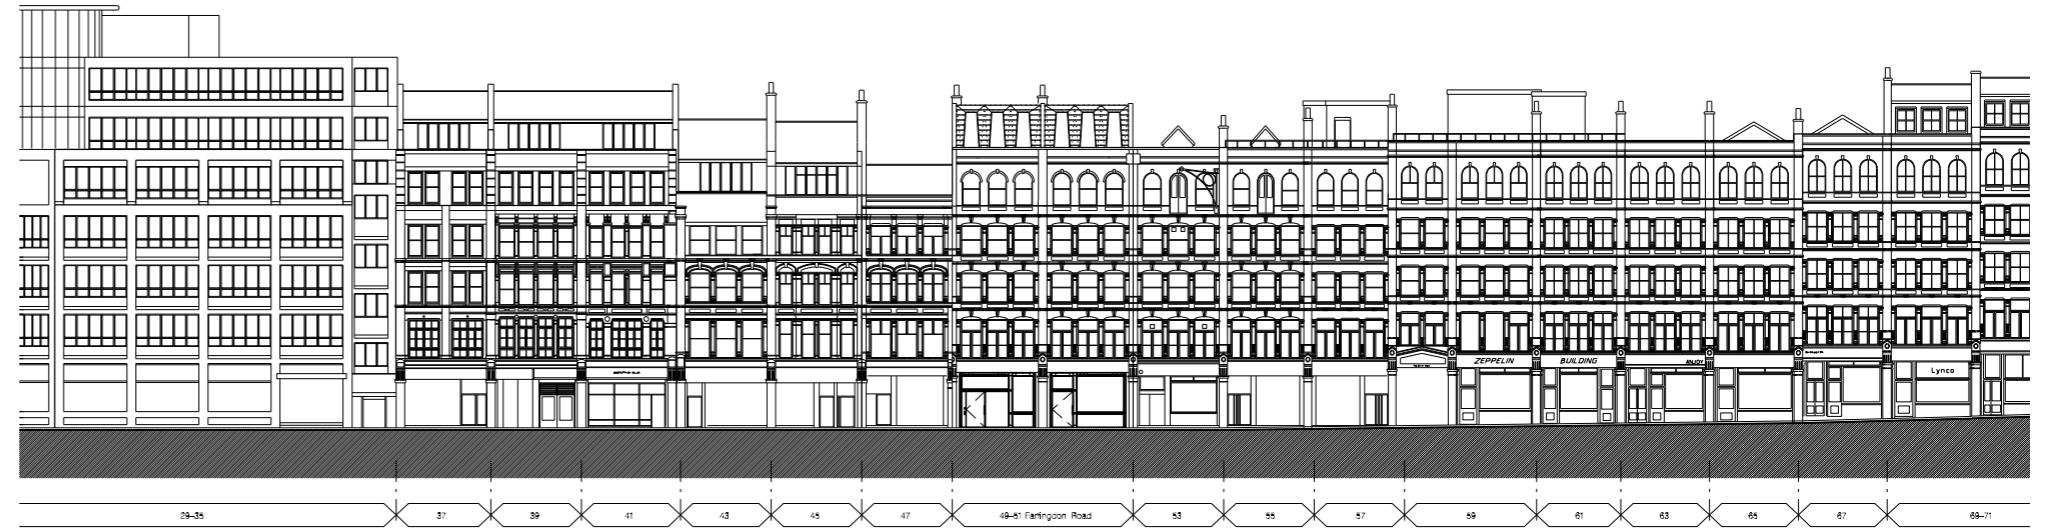 ZEPPELIN BUILDING
ANJOY
Lynco
29-35 37 39 41 43 45 47 49-51 Farringdon Road 53 55 57 59 61 63 65 67 69-71